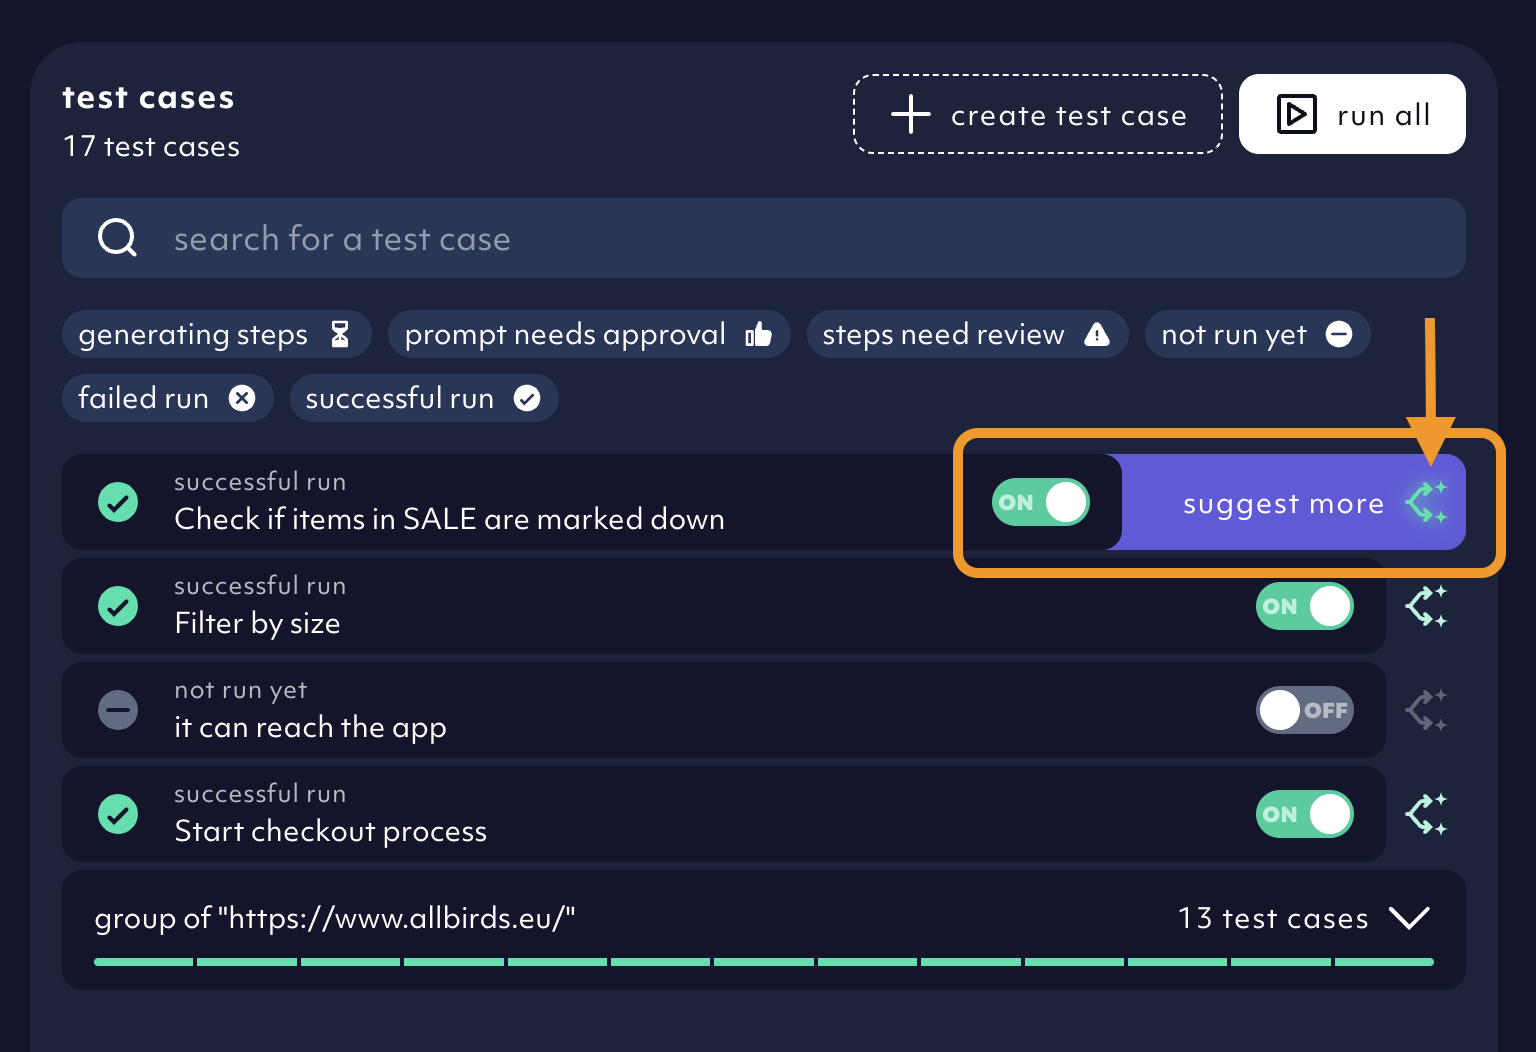 test cases
17 test cases
create test case
run all
search for a test case
generating steps
prompt needs approval
steps need review
not run yet
failed run
successful run
successful run
Check if items in SALE are marked down
ON
suggest more
successful run
Filter by size
ON
not run yet
it can reach the app
OFF
successful run
Start checkout process
ON
group of "https://www.allbirds.eu/"
13 test cases